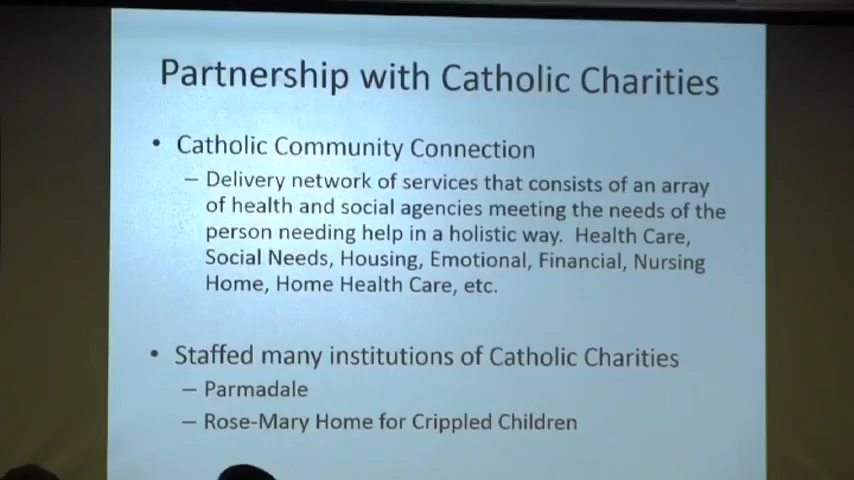 Partnership with Catholic Charities
• Catholic Community Connection
– Delivery network of services that consists of an array
of health and social agencies meeting the needs of the
person needing help in a holistic way.  Health Care,
Social Needs, Housing, Emotional, Financial, Nursing
Home, Home Health Care, etc.
• Staffed many institutions of Catholic Charities
– Parmadale
– Rose-Mary Home for Crippled Children